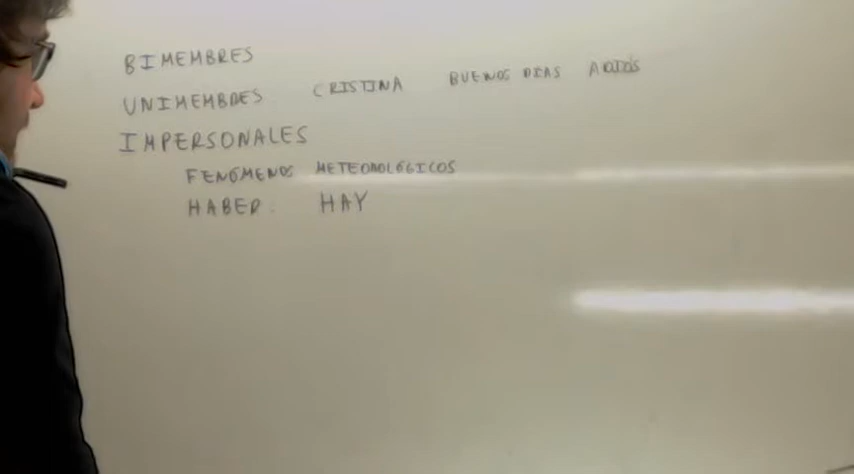 BIMEMBRES
UNIMEMBRES CRISTINA BUENOS DIAS ADIÓS
IMPERSONALES
FENÓMENOS METEOROLÓGICOS
HABER: HAY